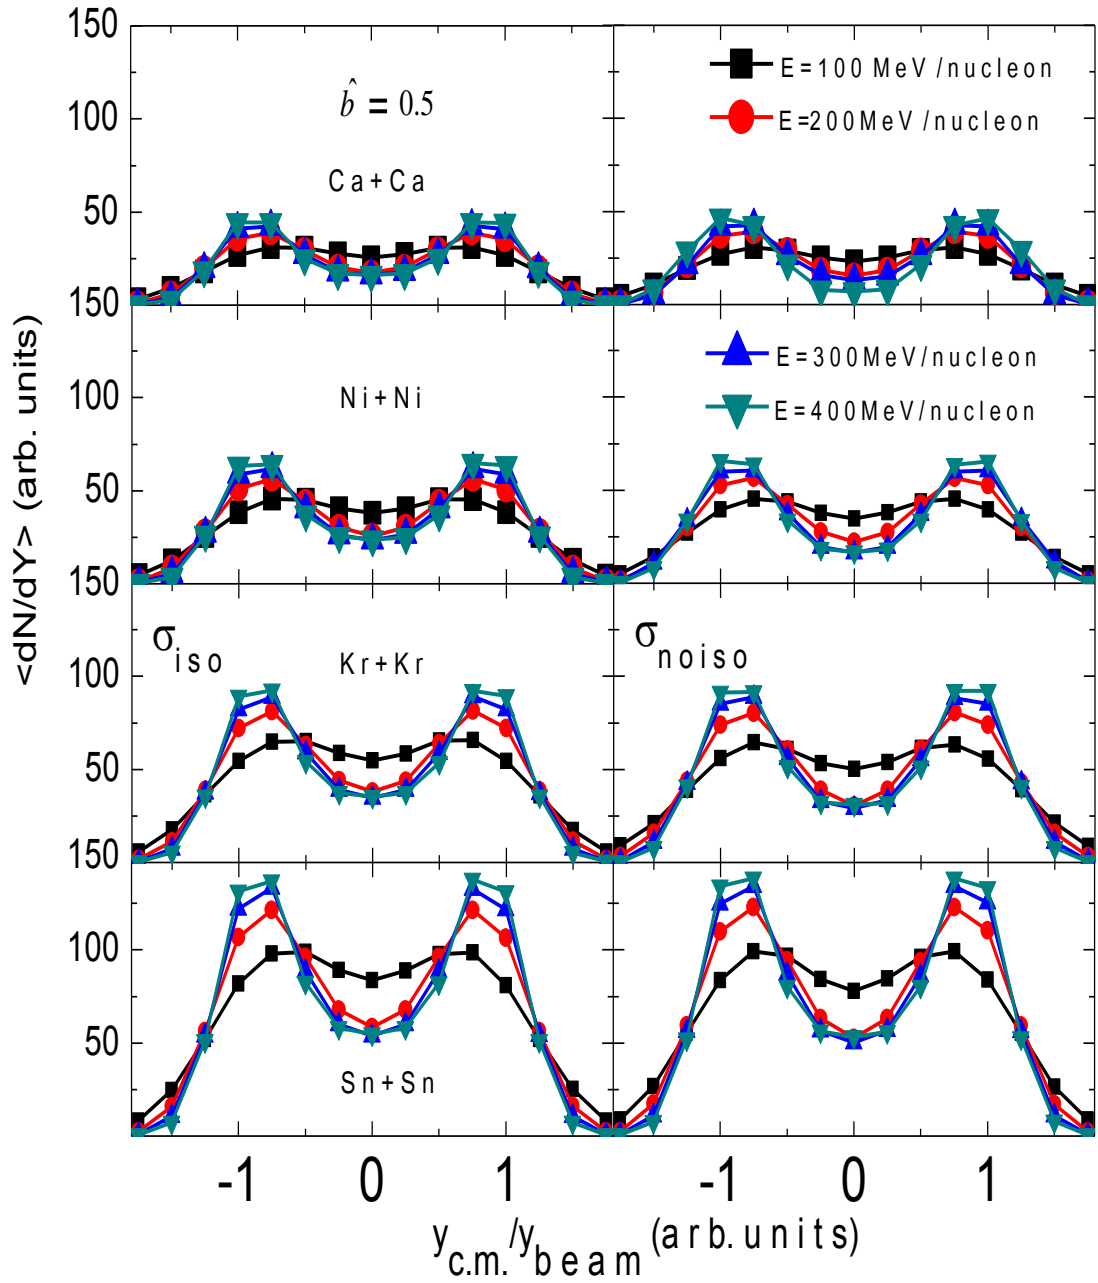 150
100
50
b̂ = 0.5
Ca+Ca
E=100 MeV/nucleon
E=200MeV/nucleon
150
100
50
Ni+Ni
E=300MeV/nucleon
E=400MeV/nucleon
<dN/dY> (arb. units)
150
100
50
σiso
Kr+Kr
σnoiso
150
100
50
Sn+Sn
-1 0 1 -1 0 1
yc.m./ybeam (arb.units)